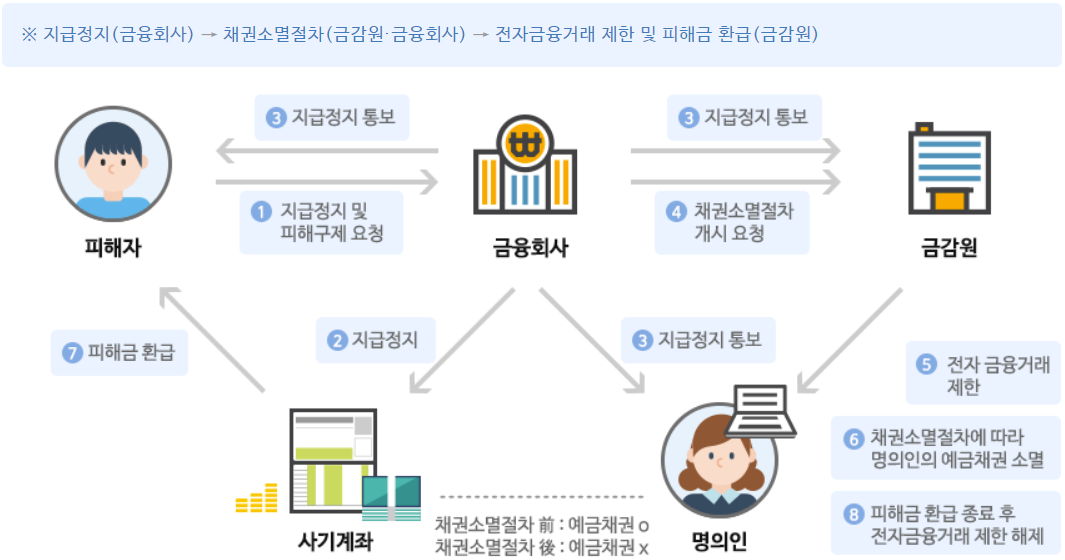 ※ 지급정지(금융회사) → 채권소멸절차(금감원·금융회사) → 전자금융거래 제한 및 피해금 환급(금감원)
3 지급정지 통보
3 지급정지 통보
1 지급정지 및
피해구제 요청
4 채권소멸절차
개시 요청
피해자
금융회사
금감원
7 피해금 환급
2 지급정지
3 지급정지 통보
5 전자 금융거래
제한
6 채권소멸절차에 따라
명의인의 예금채권 소멸
8 피해금 환급 종료 후
전자금융거래 제한 해제
채권소멸절차 前 : 예금채권 o
채권소멸절차 後 : 예금채권 x
사기계좌
명의인